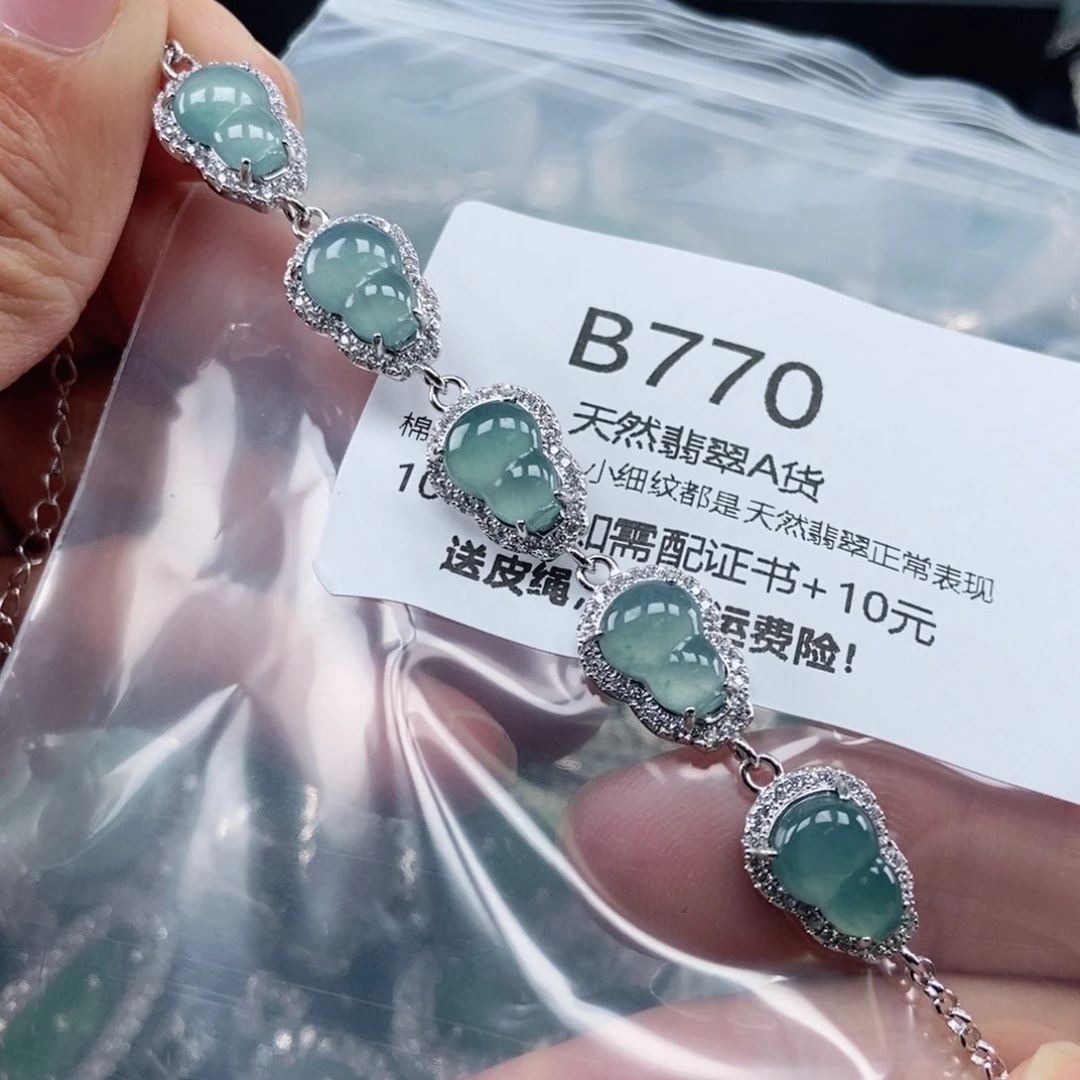 B770
天然翡翠A货
棉 小细纹都是天然翡翠正常表现
10 如需配证书+10元
送皮绳, 运费险!